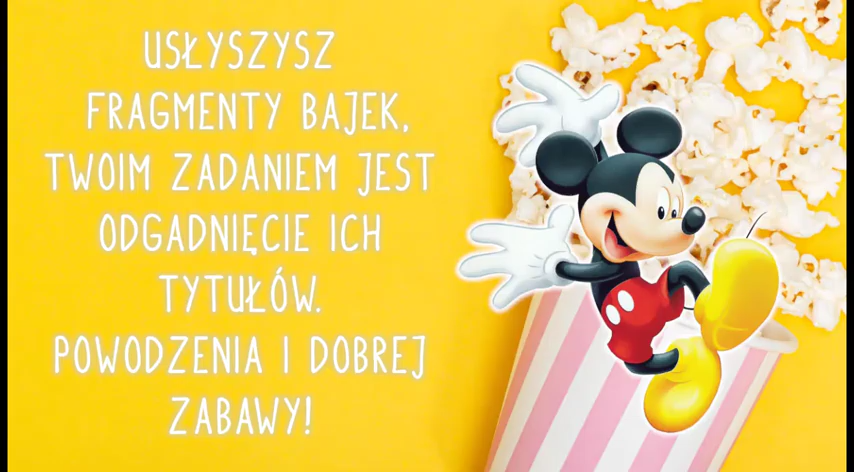 USŁYSZYSZ
FRAGMENTY BAJEK,
TWOIM ZADANIEM JEST
ODGADNIĘCIE ICH
TYTUŁÓW.
POWODZENIA I DOBREJ
ZABAWY!